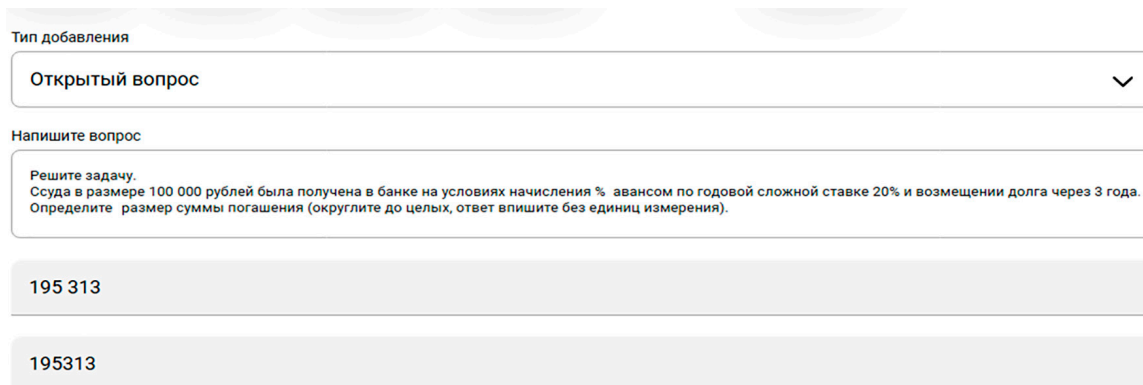 Тип добавления
Открытый вопрос
Напишите вопрос
Решите задачу.
Ссуда в размере 100 000 рублей была получена в банке на условиях начисления % авансом по годовой сложной ставке 20% и возмещении долга через 3 года.
Определите размер суммы погашения (округлите до целых, ответ впишите без единиц измерения).
195 313
195313